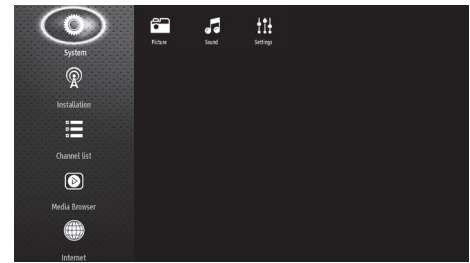 System
Picture
Sound
Settings
Installation
Channel list
Media Browser
Internet